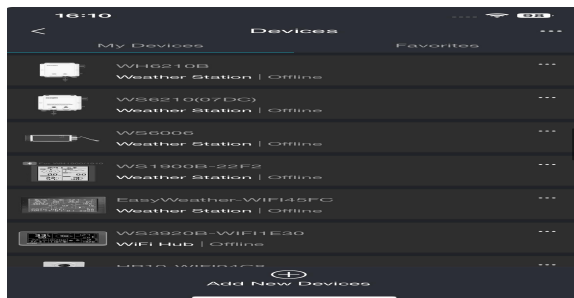 16:10
98
Devices
My Devices Favorites
WH6210B
Weather Station | Offline
WS6210(07DC)
Weather Station | Offline
WS6006
Weather Station | Offline
WS1900B-22F2
Weather Station | Offline
EasyWeather-WIFI45FC
Weather Station | Offline
WS3920B-WIFI1E30
WiFi Hub | Offline
Add New Devices